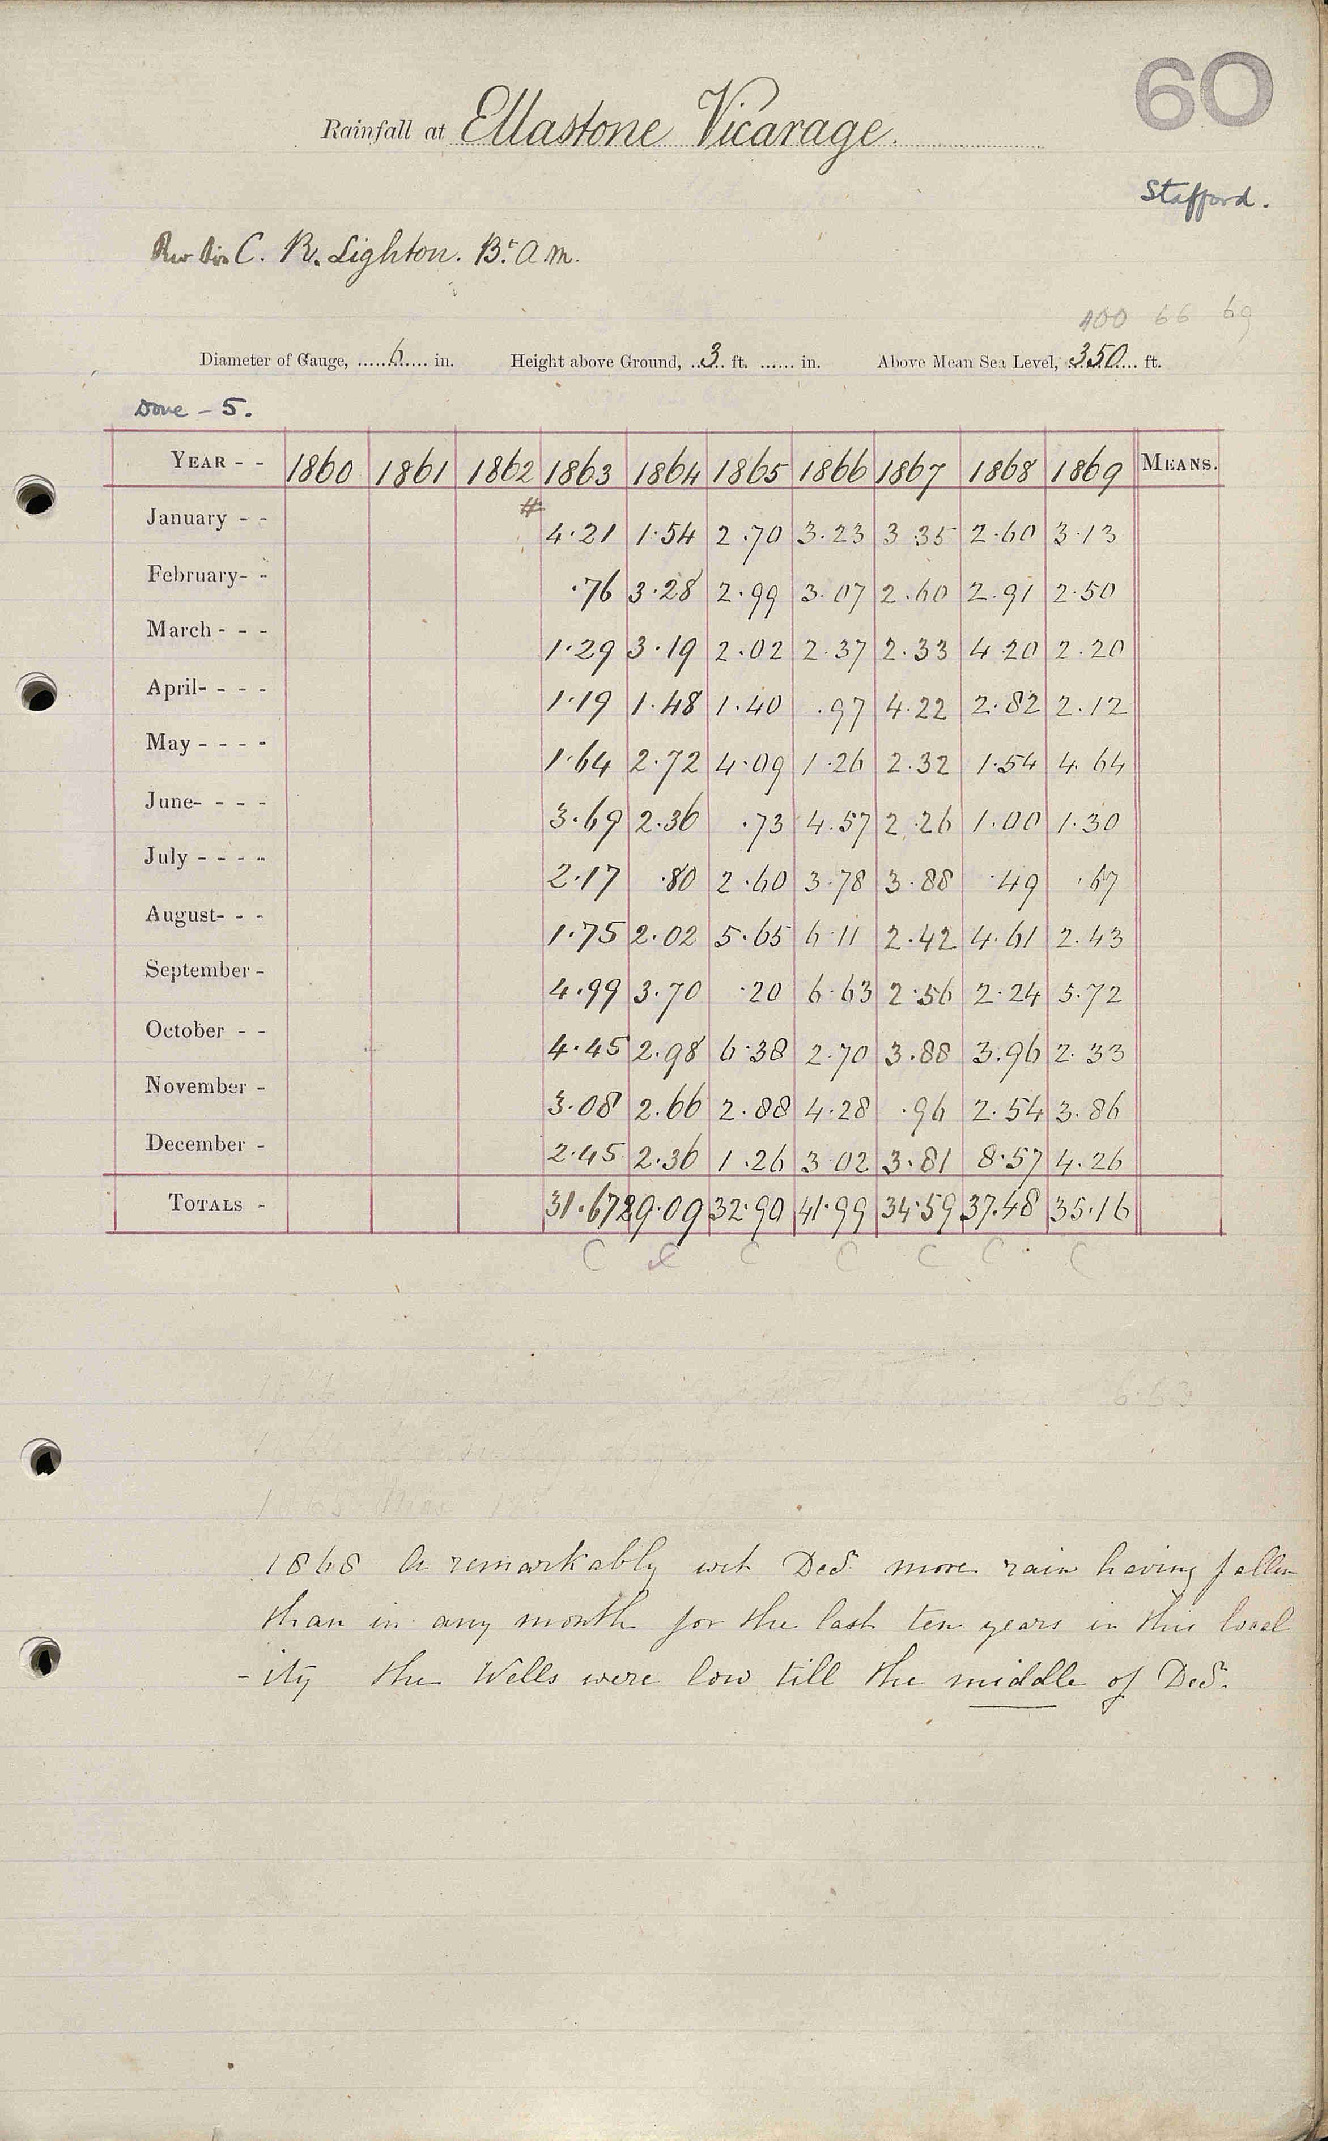 60
Rainfall at Ellastone Vicarage.
Stafford.
Rev Sir C. R. Lighton. Bt. A M.
400 66 69
Diameter of Gauge, 6 in. Height above Ground, 3 ft. in. Above Mean Sea Level, 350 ft.
Dove - 5.
YEAR - - 1860 1861 1862 1863 1864 1865 1866 1867 1868 1869 MEANS.
#
January - - 4.21 1.54 2.70 3.23 3 35 2.60 3.13
February- - .76 3.28 2.99 3.07 2.60 2.91 2.50
March - - - 1.29 3.19 2.02 2.37 2.33 4 20 2.20
April- - - - 1.19 1.48 1.40 .97 4.22 2.82 2.12
May - - - - 1.64 2.72 4.09 1.26 2.32 1.54 4 64
June- - - - 3.69 2.36 .73 4.57 2.26 1.00 1.30
July - - - - 2.17 .80 2.60 3.78 3.88 .49 .67
August- - - 1.75 2.02 5.65 6.11 2.42 4.61 2.43
September - 4.99 3.70 .20 6.63 2.56 2.24 5.72
October - - 4.45 2.98 6.38 2.70 3.88 3.96 2.33
November - 3.08 2.66 2.88 4.28 .96 2.54 3.86
December - 2.45 2.36 1.26 3 02 3.81 8.57 4.26
TOTALS - 31.67 29.09 32.90 41.99 34.59 37.48 35.16
C C C C C C C
1868 A remarkably wet Decr. more rain having fallen
than in any month for the last ten years in this local
-ity the Wells were low till the middle of Decr.